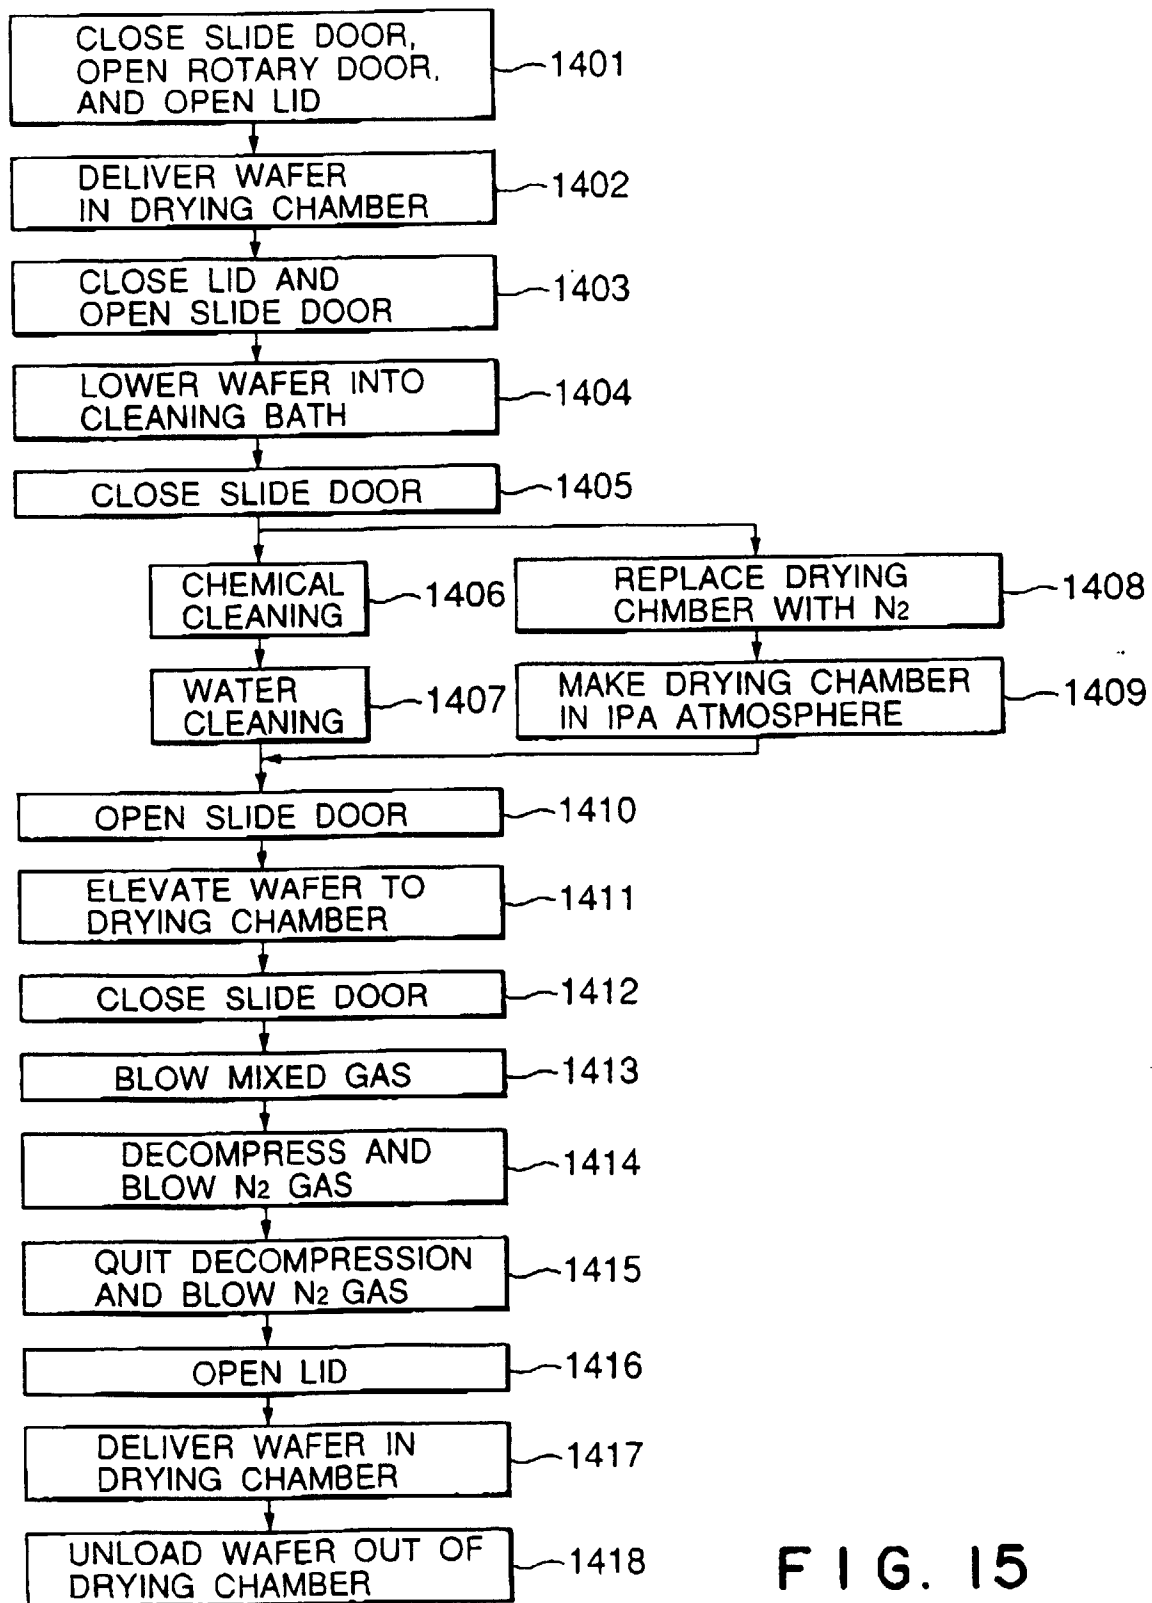 CLOSE SLIDE DOOR,
OPEN ROTARY DOOR,
AND OPEN LID
1401
DELIVER WAFER
IN DRYING CHAMBER
1402
CLOSE LID AND
OPEN SLIDE DOOR
1403
LOWER WAFER INTO
CLEANING BATH
1404
CLOSE SLIDE DOOR
1405
CHEMICAL
CLEANING
1406
WATER
CLEANING
1407
REPLACE DRYING
CHMBER WITH N2
1408
MAKE DRYING CHAMBER
IN IPA ATMOSPHERE
1409
OPEN SLIDE DOOR
1410
ELEVATE WAFER TO
DRYING CHAMBER
1411
CLOSE SLIDE DOOR
1412
BLOW MIXED GAS
1413
DECOMPRESS AND
BLOW N2 GAS
1414
QUIT DECOMPRESSION
AND BLOW N2 GAS
1415
OPEN LID
1416
DELIVER WAFER IN
DRYING CHAMBER
1417
UNLOAD WAFER OUT OF
DRYING CHAMBER
1418
FIG. 15